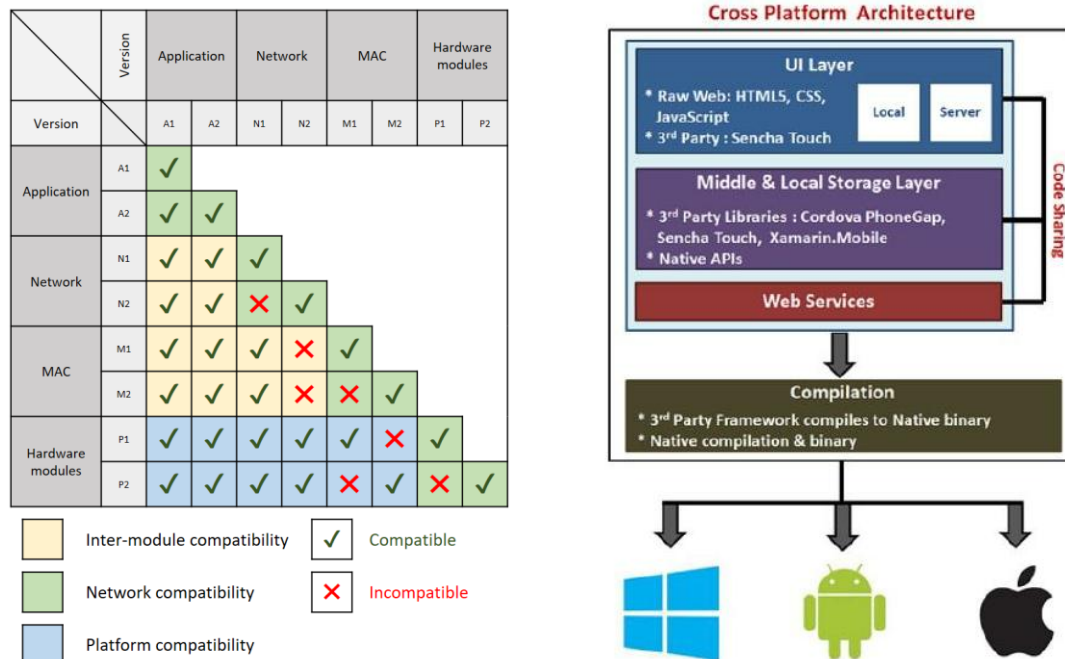 Version
Application
Network
MAC
Hardware
modules
Version
A1
A2
N1
N2
M1
M2
P1
P2
Application
A1
A2
Network
N1
N2
MAC
M1
M2
Hardware
modules
P1
P2
Inter-module compatibility
Compatible
Network compatibility
Incompatible
Platform compatibility
Cross Platform Architecture
UI Layer
* Raw Web: HTML5, CSS,
JavaScript
* 3rd Party : Sencha Touch
Local
Server
Middle & Local Storage Layer
* 3rd Party Libraries : Cordova PhoneGap,
Sencha Touch, Xamarin.Mobile
* Native APIs
Web Services
Code Sharing
Compilation
* 3rd Party Framework compiles to Native binary
* Native compilation & binary